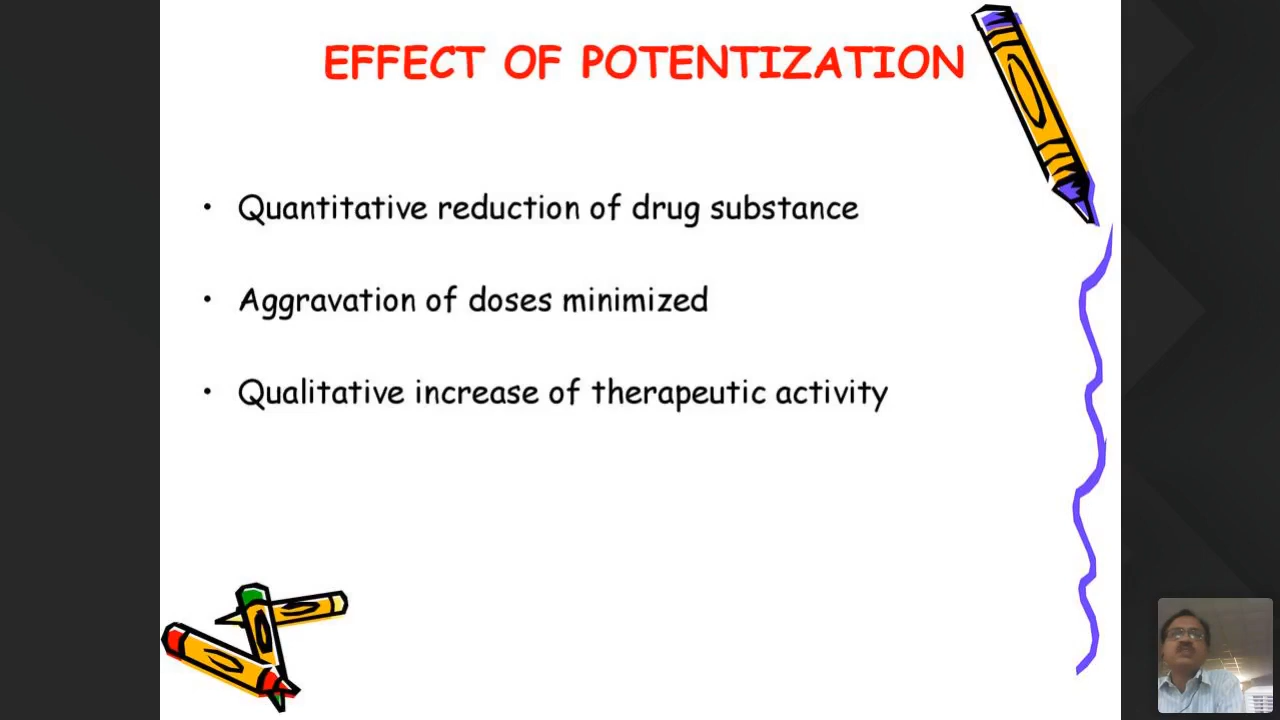 EFFECT OF POTENTIZATION
• Quantitative reduction of drug substance
• Aggravation of doses minimized
• Qualitative increase of therapeutic activity